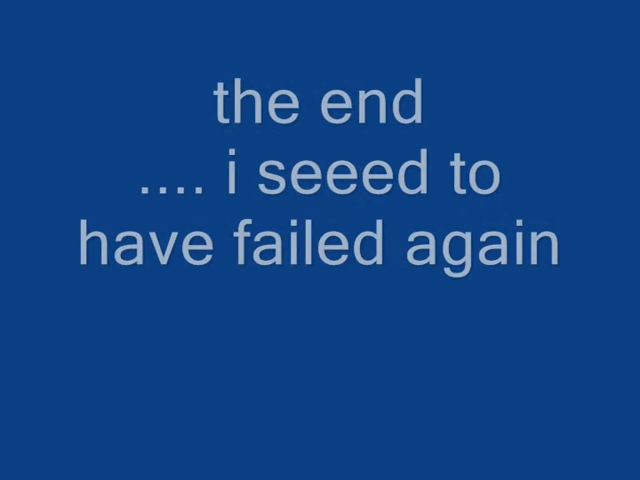 the end
.... i seeed to
have failed again